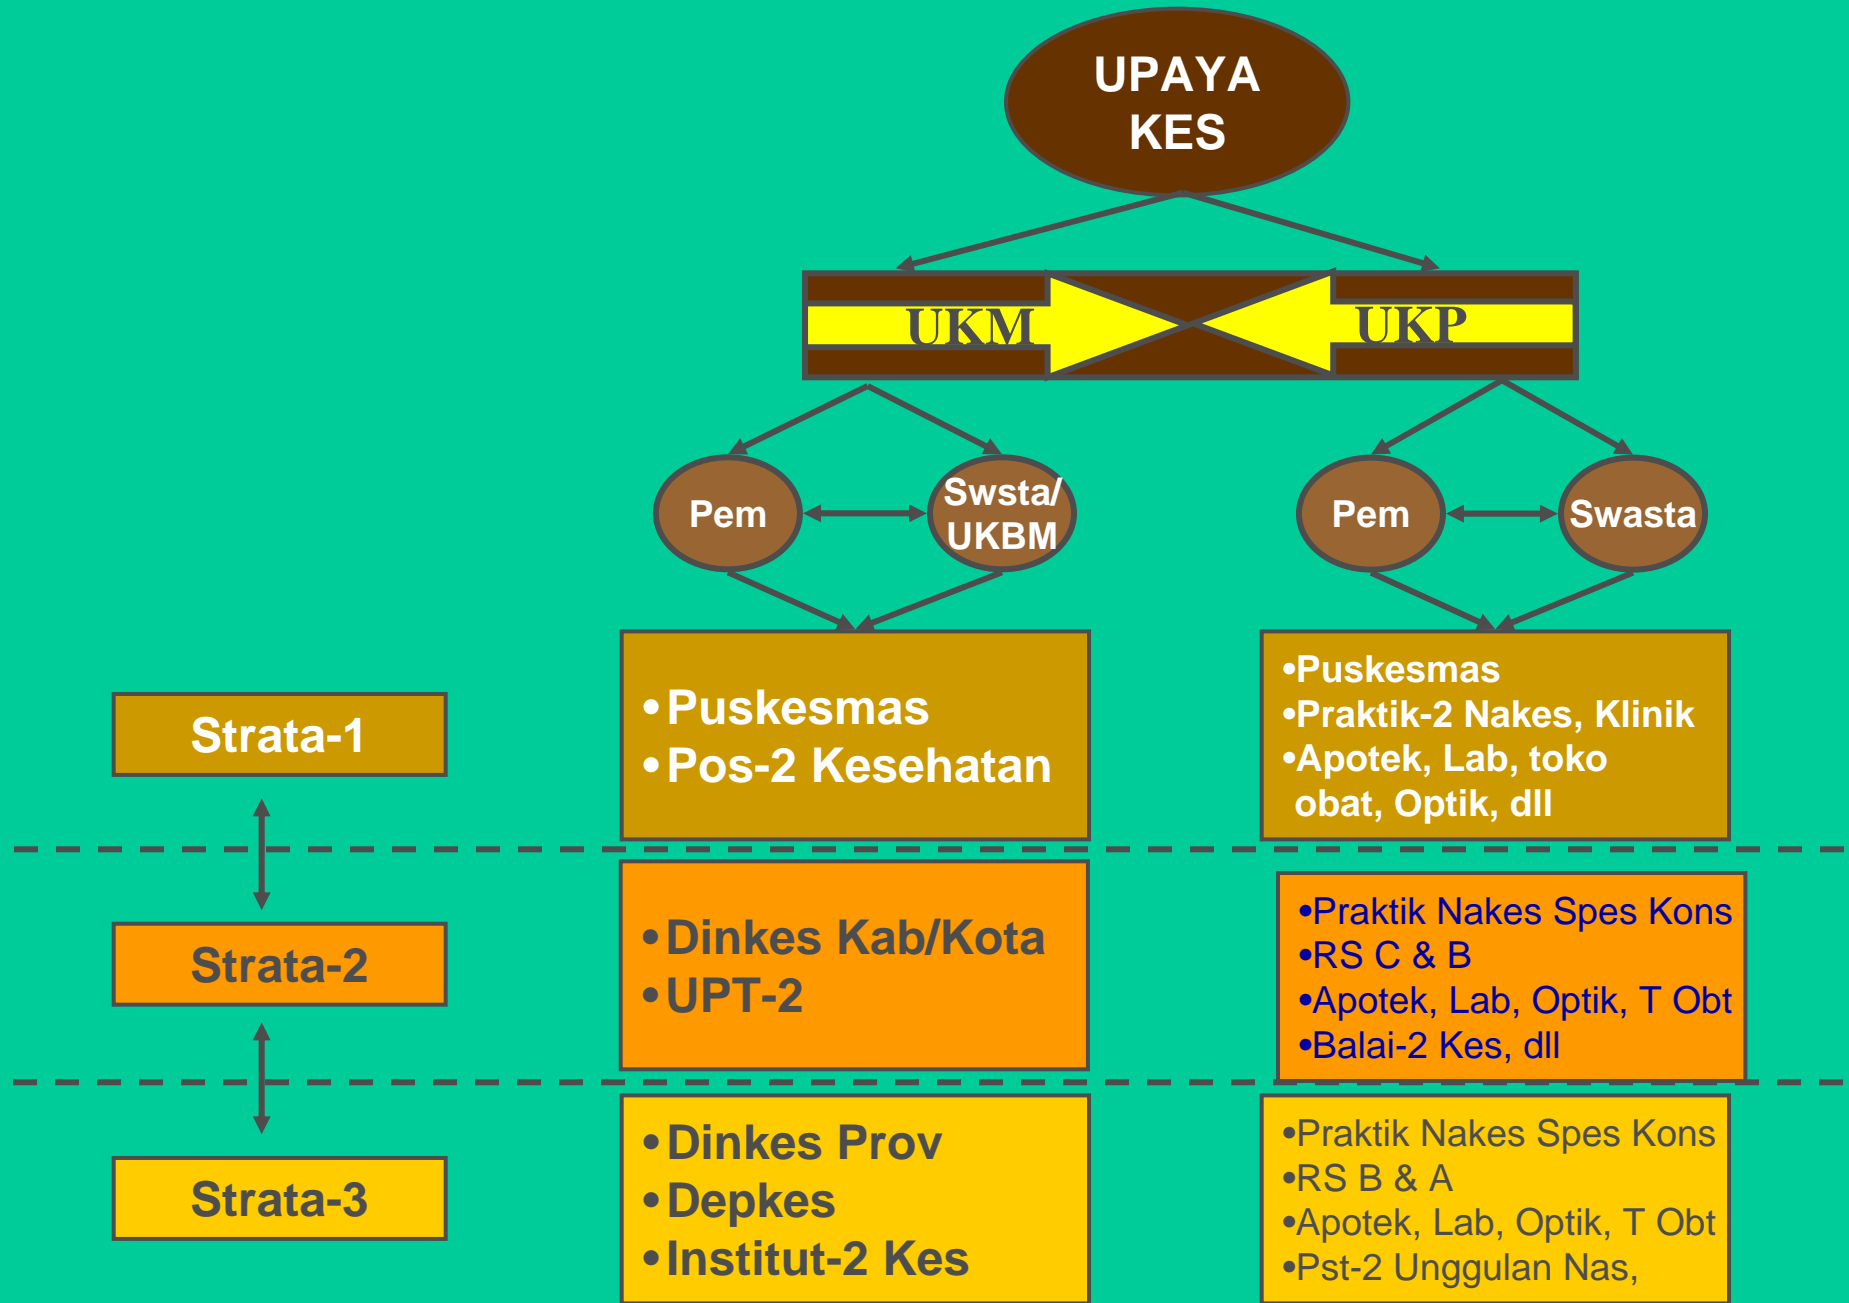 UPAYA
KES
UKM
UKP
Pem
Swsta/
UKBM
Pem
Swasta
Strata-1
•Puskesmas
•Pos-2 Kesehatan
•Puskesmas
•Praktik-2 Nakes, Klinik
•Apotek, Lab, toko
obat, Optik, dll
Strata-2
•Dinkes Kab/Kota
•UPT-2
•Praktik Nakes Spes Kons
•RS C & B
•Apotek, Lab, Optik, T Obt
•Balai-2 Kes, dll
Strata-3
•Dinkes Prov
•Depkes
•Institut-2 Kes
•Praktik Nakes Spes Kons
•RS B & A
•Apotek, Lab, Optik, T Obt
•Pst-2 Unggulan Nas,